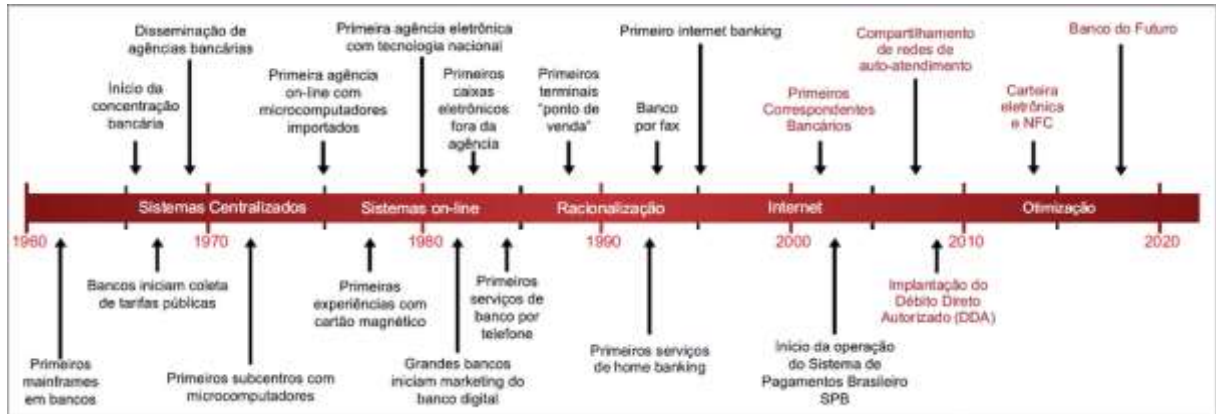 Disseminação de
agências bancárias
Início da
concentração
bancária
Primeira agência
on-line com
microcomputadores
importados
Primeira agência eletrônica
com tecnologia nacional
Primeiros
caixas
eletrônicos
fora da
agência
Primeiros
terminais
"ponto de
venda"
Banco
por fax
Primeiro internet banking
Primeiros
Correspondentes
Bancários
Compartilhamento
de redes de
auto-atendimento
Carteira
eletrônica
e NFC
Banco do Futuro
Sistemas Centralizados
Sistemas on-line
Racionalização
Internet
Otimização
1960
1970
1980
1990
2000
2010
2020
Primeiros
mainframes
em bancos
Bancos iniciam coleta
de tarifas públicas
Primeiros subcentros com
microcomputadores
Primeiras
experiências com
cartão magnético
Grandes bancos
iniciam marketing do
banco digital
Primeiros
serviços de
banco por
telefone
Primeiros serviços
de home banking
Início da operação
do Sistema de
Pagamentos Brasileiro
SPB
Implantação do
Débito Direto
Autorizado (DDA)